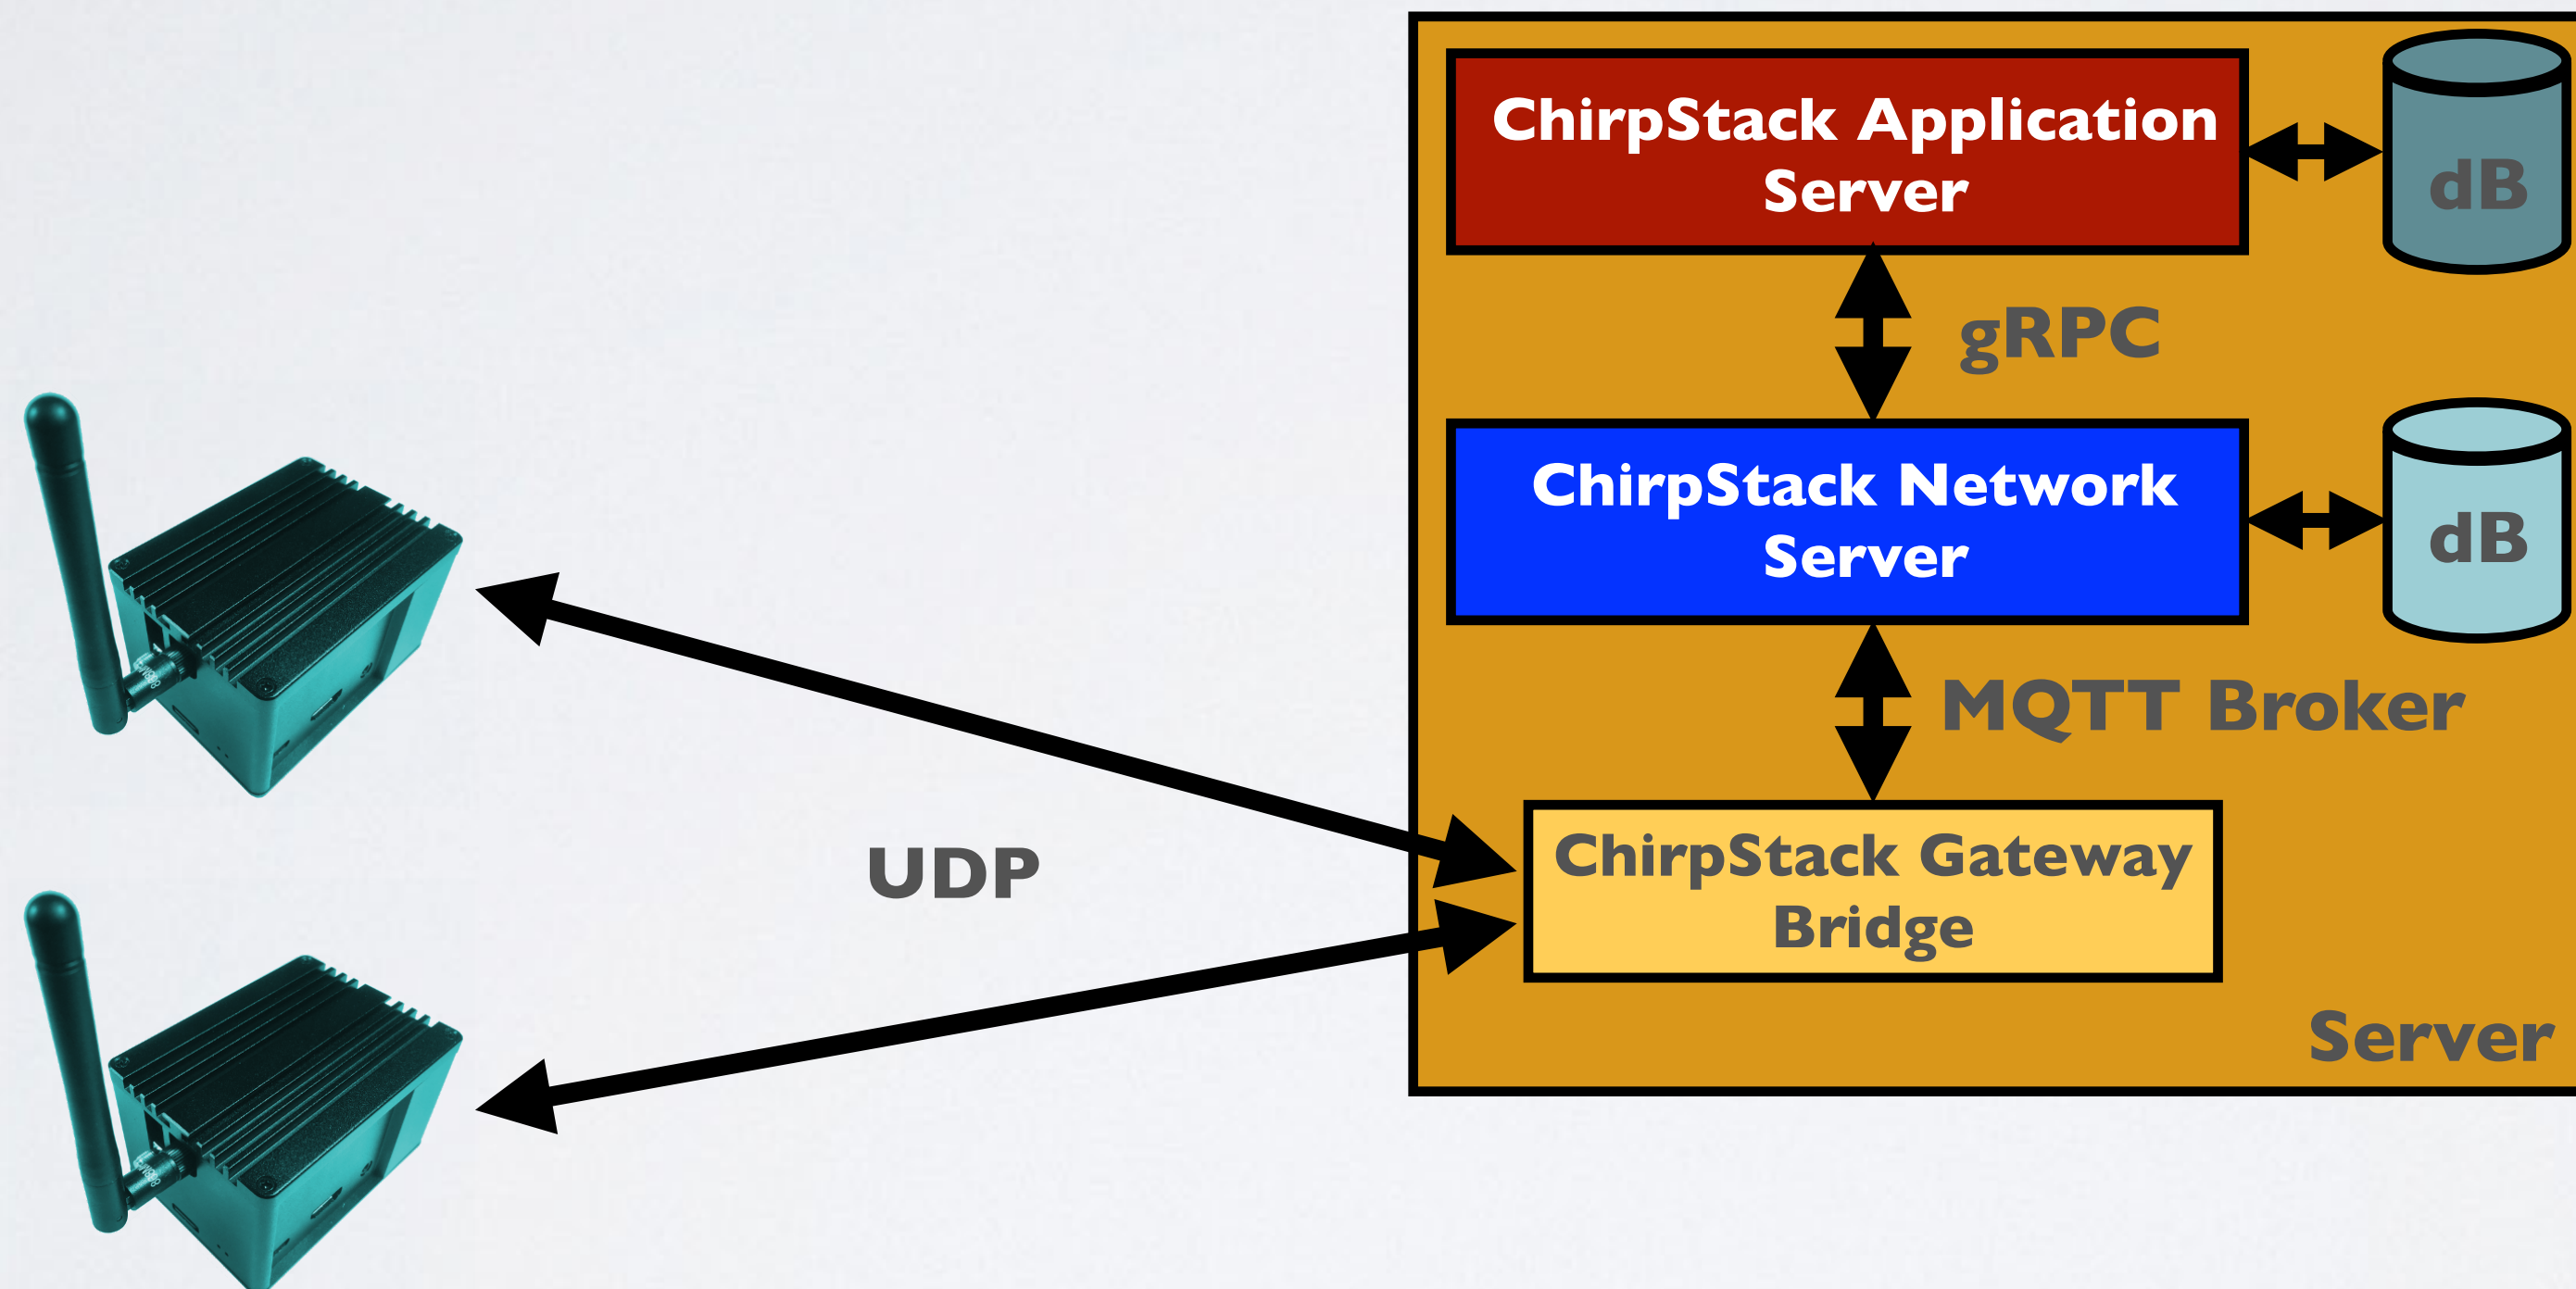 ChirpStack Application
Server
dB
gRPC
ChirpStack Network
Server
dB
MQTT Broker
UDP
ChirpStack Gateway
Bridge
Server